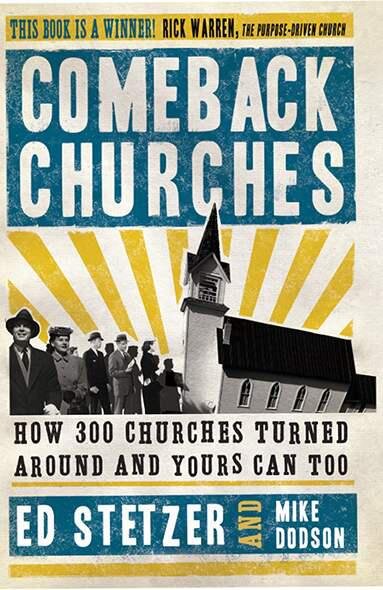 THIS BOOK IS A WINNER! RICK WARREN, THE PURPOSE-DRIVEN CHURCH
COMEBACK
CHURCHES
HOW 300 CHURCHES TURNED
AROUND AND YOURS CAN TOO
ED STETZER AND MIKE
DODSON